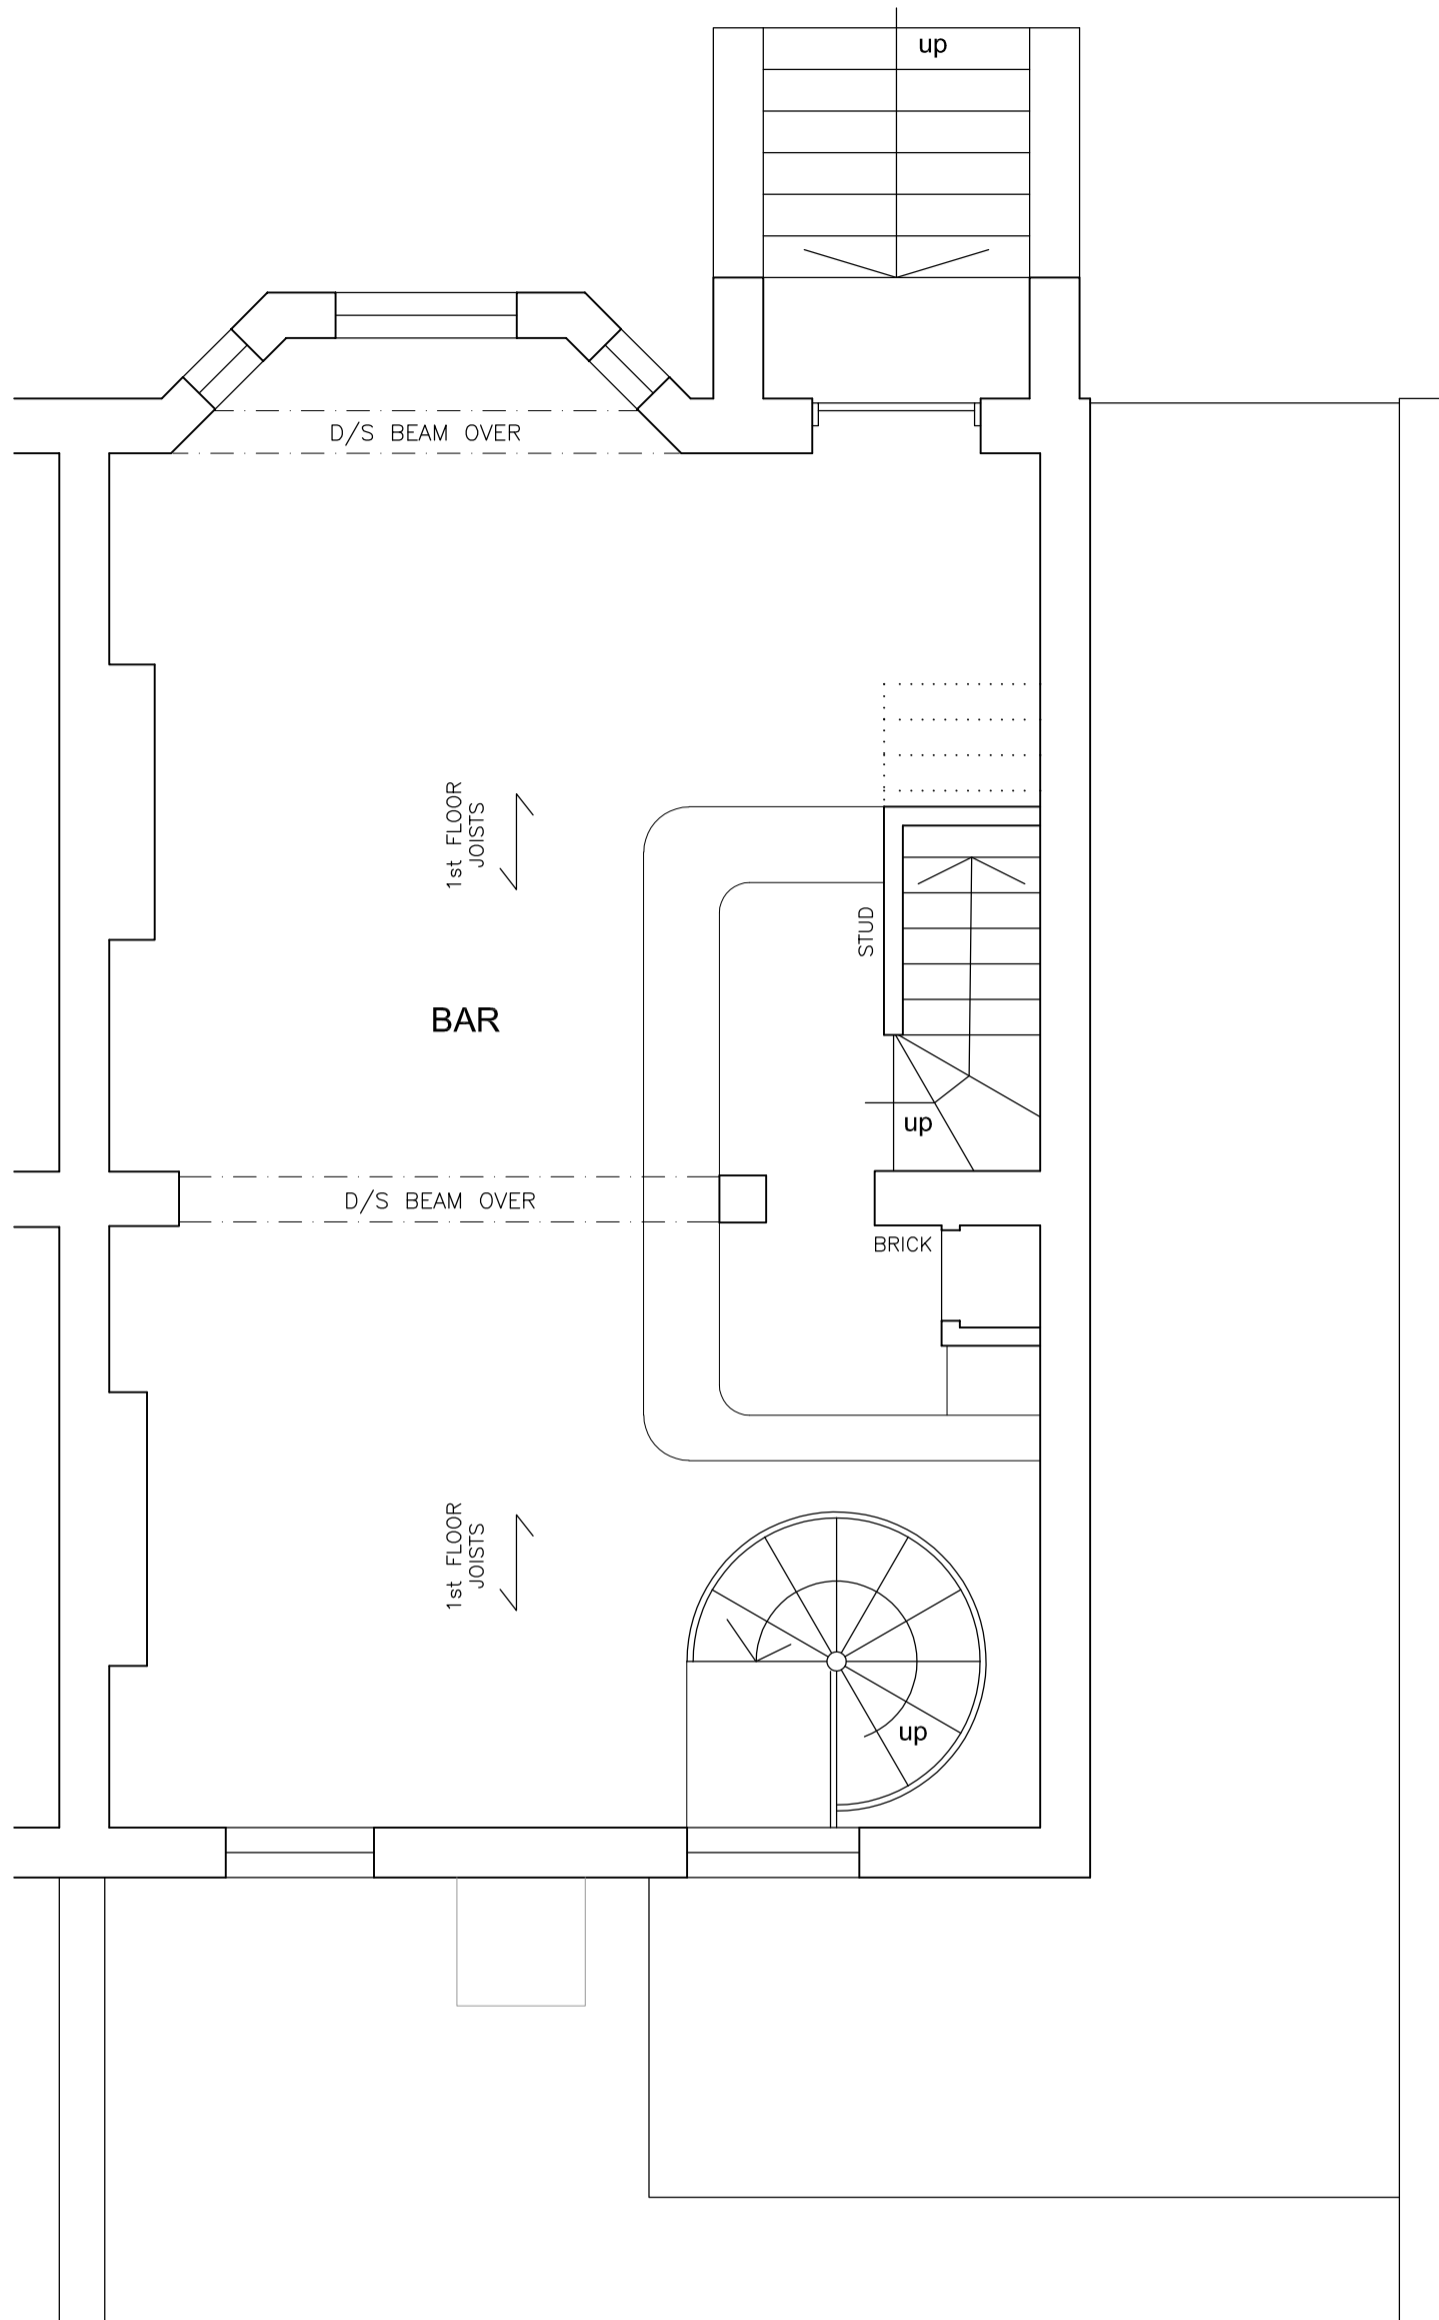 up
D/S BEAM OVER
1st FLOOR
JOISTS
STUD
BAR
up
D/S BEAM OVER
BRICK
1st FLOOR
JOISTS
up